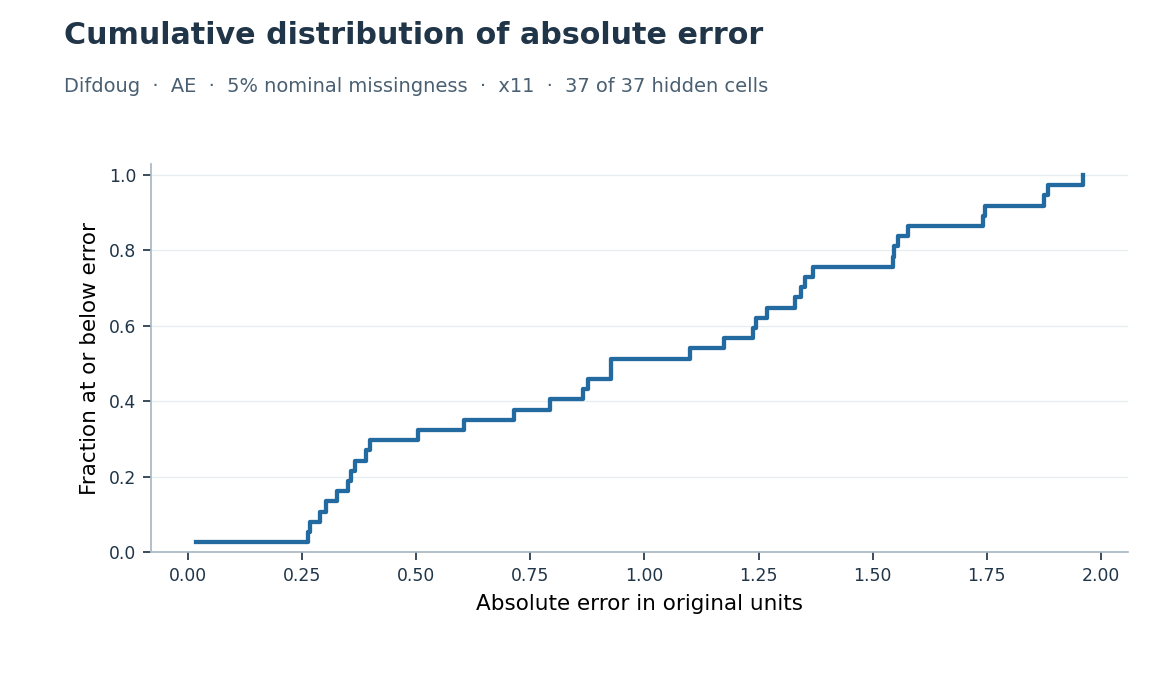 Cumulative distribution of absolute error
Difdoug · AE · 5% nominal missingness · x11 · 37 of 37 hidden cells
Fraction at or below error
1.0
0.8
0.6
0.4
0.2
0.0
0.00 0.25 0.50 0.75 1.00 1.25 1.50 1.75 2.00
Absolute error in original units